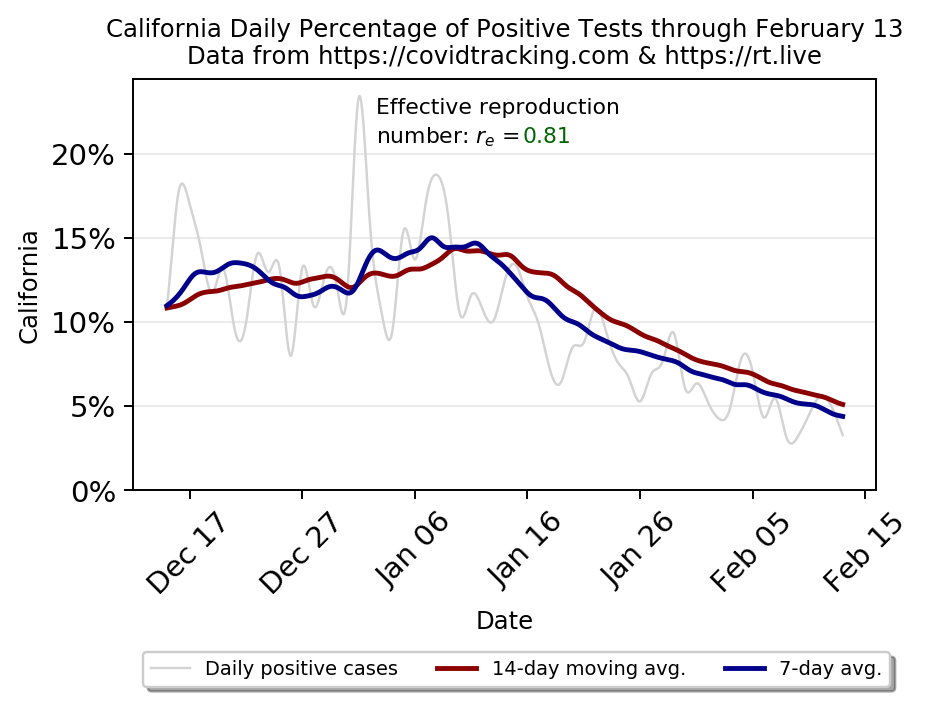 California Daily Percentage of Positive Tests through February 13
Data from https://covidtracking.com & https://rt.live
Effective reproduction
number: rₑ =0.81
20%
15%
10%
5%
0%
California
Dec 17
Dec 27
Jan 06
Jan 16
Jan 26
Feb 05
Feb 15
Date
Daily positive cases
14-day moving avg.
7-day avg.